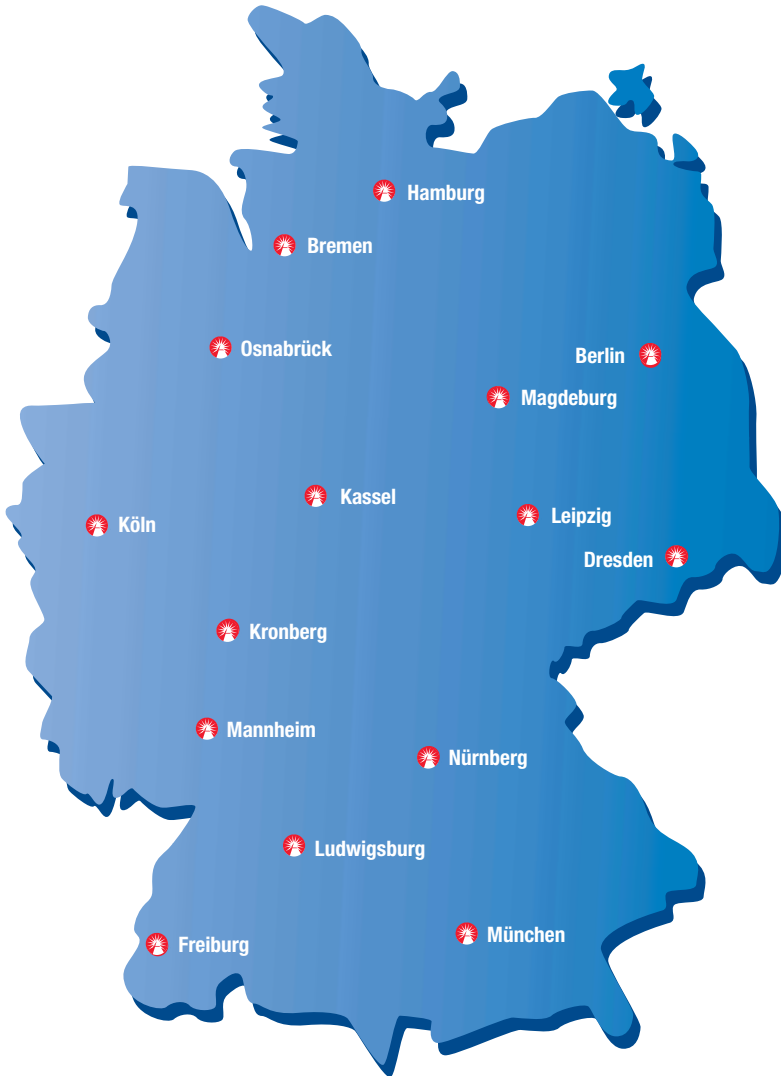 Hamburg
Bremen
Osnabrück
Berlin
Magdeburg
Kassel
Leipzig
Köln
Dresden
Kronberg
Mannheim
Nürnberg
Ludwigsburg
München
Freiburg